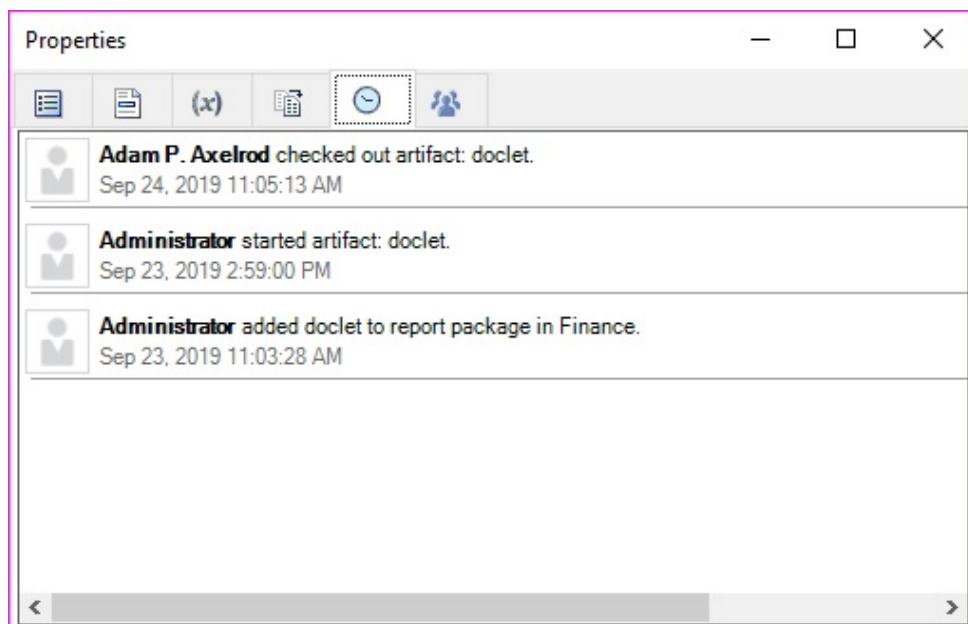 Properties
(x)
Adam P. Axelrod checked out artifact: doclet.
Sep 24, 2019 11:05:13 AM
Administrator started artifact: doclet.
Sep 23, 2019 2:59:00 PM
Administrator added doclet to report package in Finance.
Sep 23, 2019 11:03:28 AM